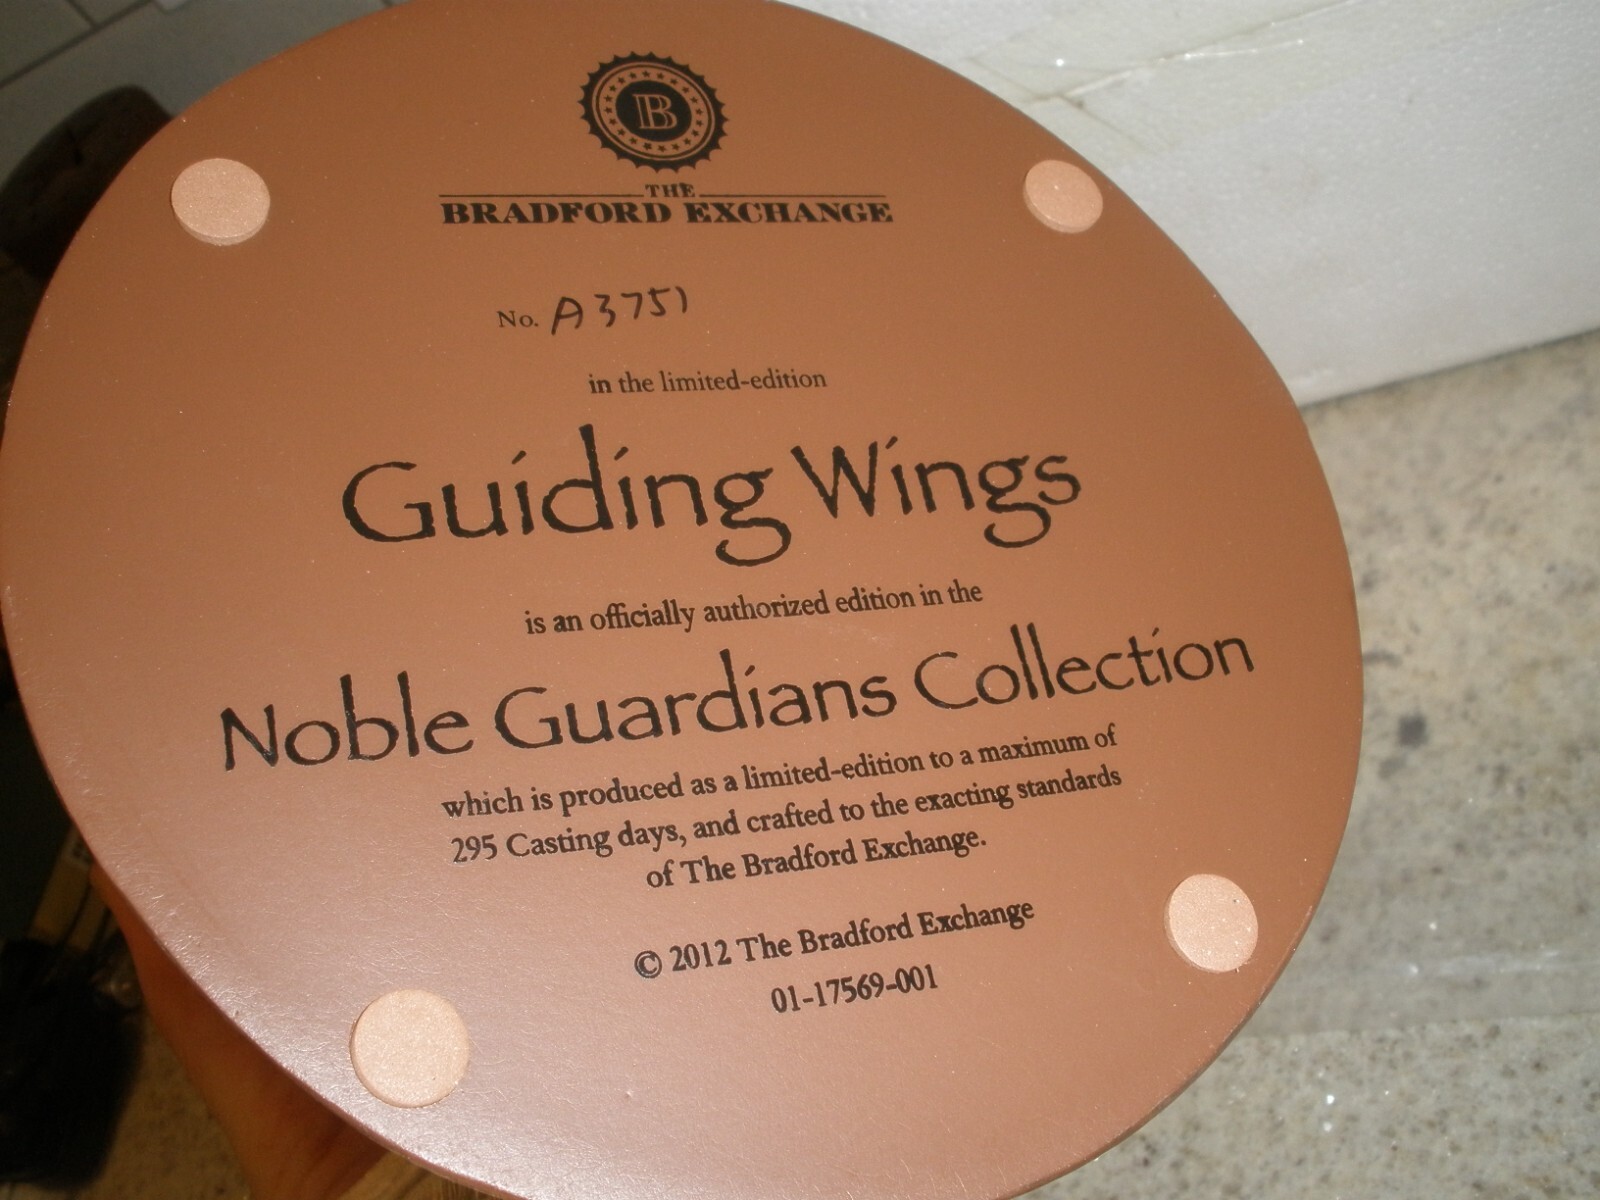 B
THE
BRADFORD EXCHANGE
No. A3751
in the limited-edition
Guiding Wings
is an officially authorized edition in the
Noble Guardians Collection
which is produced as a limited-edition to a maximum of
295 Casting days, and crafted to the exacting standards
of The Bradford Exchange.
© 2012 The Bradford Exchange
01-17569-001